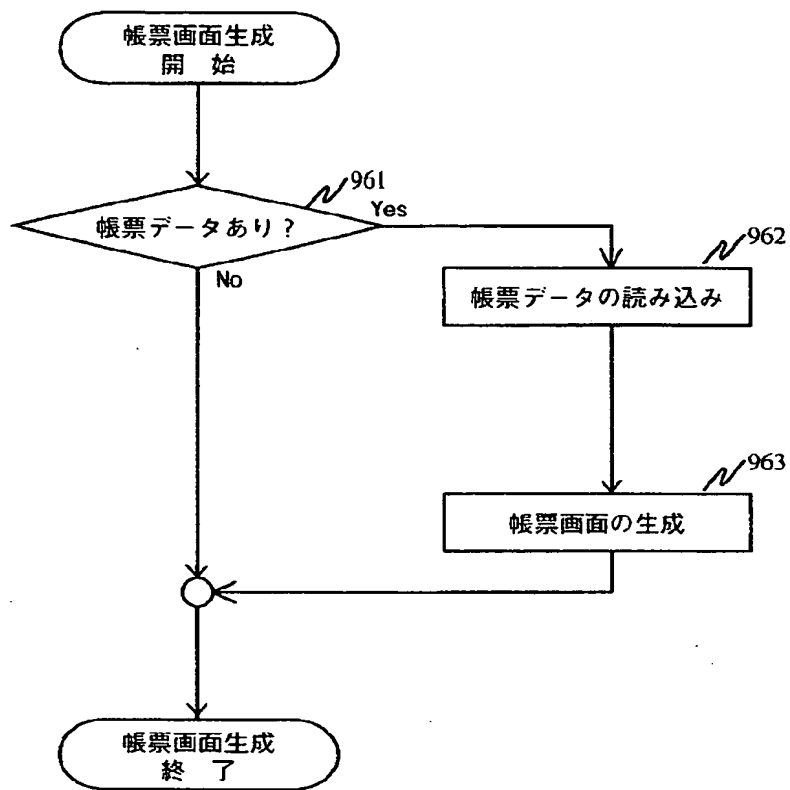 帳票画面生成
開 始
961
帳票データあり?
Yes
No
962
帳票データの読み込み
963
帳票画面の生成
帳票画面生成
終 了